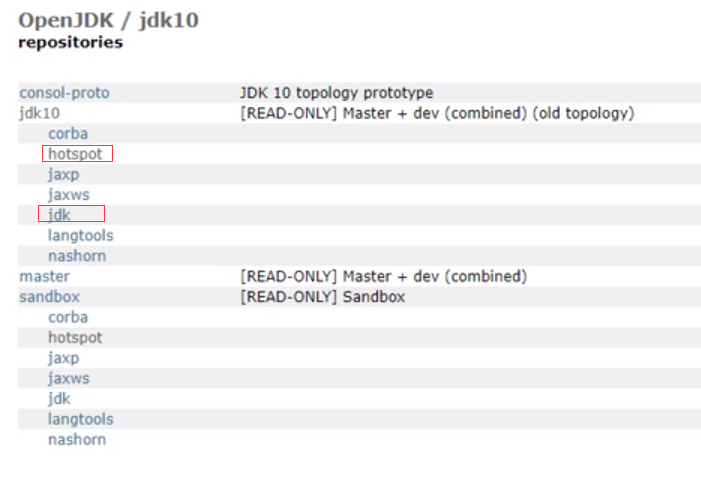 OpenJDK / jdk10
repositories
consol-proto JDK 10 topology prototype
jdk10 [READ-ONLY] Master + dev (combined) (old topology)
corba
hotspot
jaxp
jaxws
jdk
langtools
nashorn
master [READ-ONLY] Master + dev (combined)
sandbox [READ-ONLY] Sandbox
corba
hotspot
jaxp
jaxws
jdk
langtools
nashorn